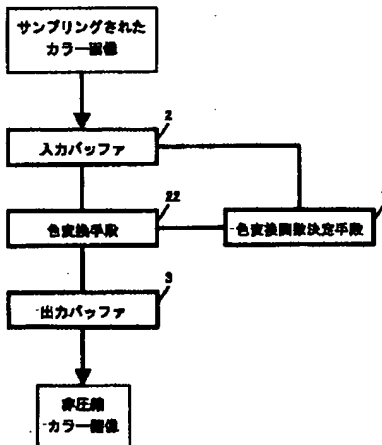 サンプリングされた
カラー画像
2
入力バッファ
22
色変換手段
色変換関数決定手段
3
出力バッファ
非圧縮
カラー画像